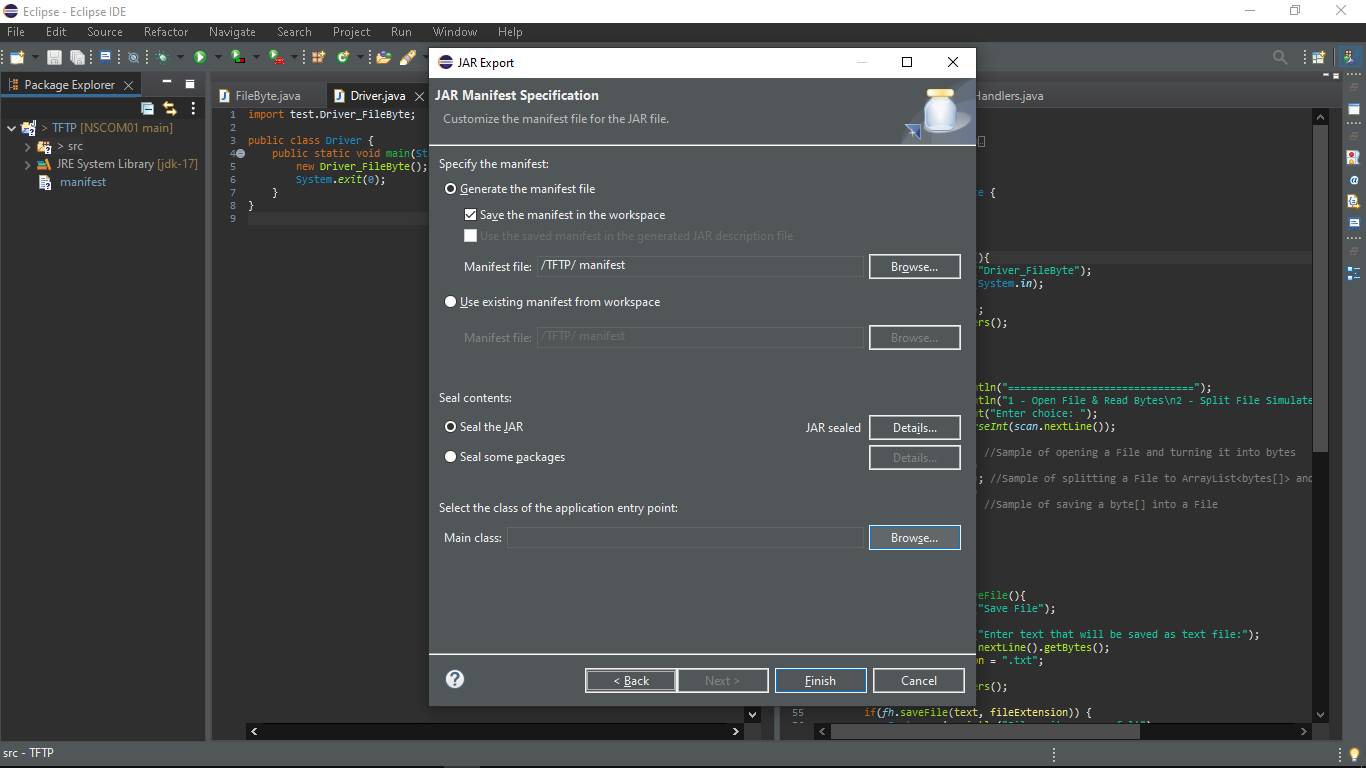 Eclipse - Eclipse IDE
File Edit Source Refactor Navigate Search Project Run Window Help
Package Explorer
> TFTP [NSCOM01 main]
> src
JRE System Library [jdk-17]
manifest
FileByte.java
Driver.java
1 import test.Driver_FileByte;
2
3 public class Driver {
4 public static void main(St
5 new Driver_FileByte();
6 System.exit(0);
7 }
8 }
9
JAR Export
JAR Manifest Specification
Customize the manifest file for the JAR file.
Specify the manifest:
Generate the manifest file
Save the manifest in the workspace
Use the saved manifest in the generated JAR description file
Manifest file: /TFTP/ manifest Browse...
Use existing manifest from workspace
Manifest file: /TFTP/ manifest Browse...
Seal contents:
Seal the JAR JAR sealed Details...
Seal some packages Details...
Select the class of the application entry point:
Main class: Browse...
< Back Next > Finish Cancel
Handlers.java
{
){
"Driver_FileByte");
System.in);
;
rs();
tln("===============================");
tln("1 - Open File & Read Bytes\n2 - Split File Simulate
t("Enter choice: ");
rseInt(scan.nextLine());
//Sample of opening a File and turning it into bytes
; //Sample of splitting a File to ArrayList<bytes[]> and
//Sample of saving a byte[] into a File
eFile(){
"Save File");
"Enter text that will be saved as text file:");
nextLine().getBytes();
n = ".txt";
rs();
55 if(fh.saveFile(text, fileExtension)) {
src - TFTP